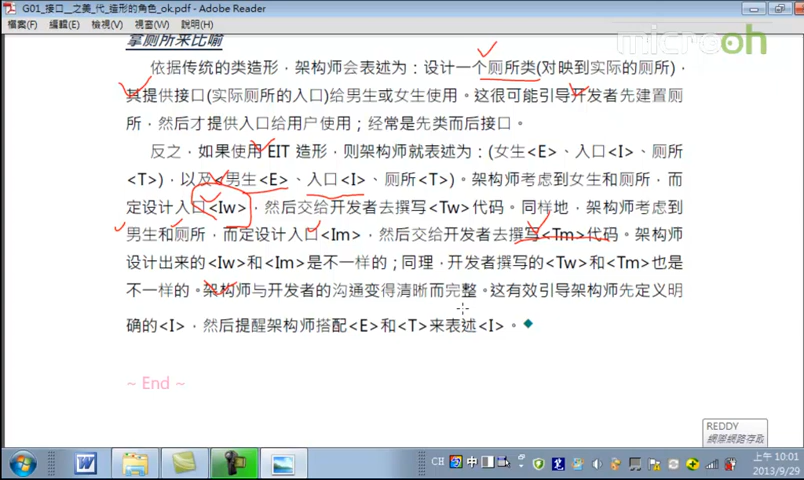 G01_接口__之美_代_造形的角色_ok.pdf - Adobe Reader
檔案(F) 編輯(E) 檢視(V) 視窗(W) 說明(H)
microoh
拿厕所来比喻
依据传统的类造形，架构师会表述为：设计一个厕所类(对映到实际的厕所)，
其提供接口(实际厕所的入口)给男生或女生使用。这很可能引导开发者先建置厕
所，然后才提供入口给用户使用；经常是先类而后接口。
反之，如果使用 EIT 造形，则架构师就表述为：(女生<E>、入口<I>、厕所
<T>)，以及<男生<E>、入口<I>、厕所<T>)。架构师考虑到女生和厕所，而
定设计入口<Iw>，然后交给开发者去撰写<Tw>代码。同样地，架构师考虑到
男生和厕所，而定设计入口<Im>，然后交给开发者去撰写<Tm>代码。架构师
设计出来的<Iw>和<Im>是不一样的；同理，开发者撰写的<Tw>和<Tm>也是
不一样的。架构师与开发者的沟通变得清晰而完整。这有效引导架构师先定义明
确的<I>，然后提醒架构师搭配<E>和<T>来表述<I>。
~ End ~
REDDY
網際網路存取
CH 中
上午 10:01
2013/9/29